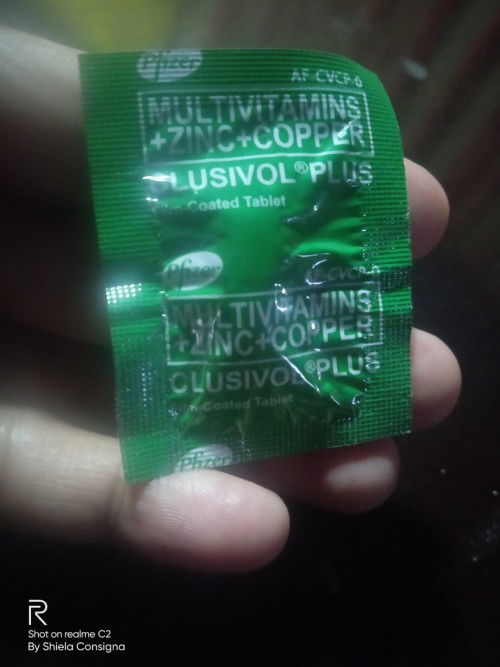 Pfizer
AF-CVCP-0
MULTIVITAMINS
+ZINC+COPPER
CLUSIVOL®PLUS
Coated Tablet
Pfizer
AF-CVCP-0
MULTIVITAMINS
+ZINC+COPPER
CLUSIVOL®PLUS
Coated Tablet
Pfizer
R
Shot on realme C2
By Shiela Consigna